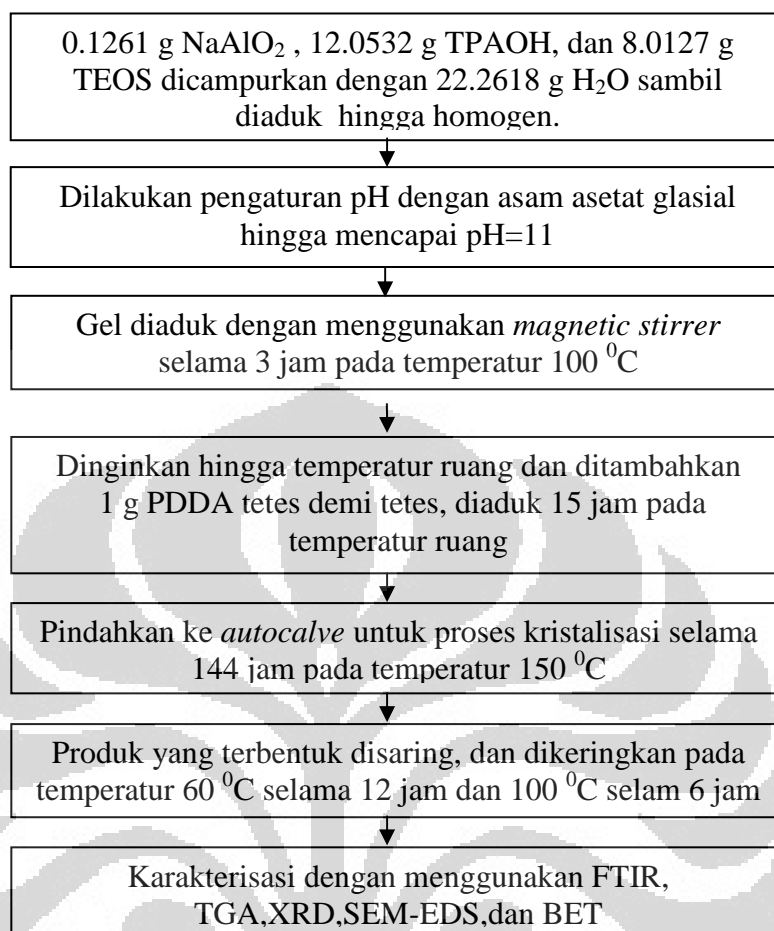 0.1261 g NaAlO₂ , 12.0532 g TPAOH, dan 8.0127 g
TEOS dicampurkan dengan 22.2618 g H₂O sambil
diaduk hingga homogen.
Dilakukan pengaturan pH dengan asam asetat glasial
hingga mencapai pH=11
Gel diaduk dengan menggunakan magnetic stirrer
selama 3 jam pada temperatur 100 ⁰C
Dinginkan hingga temperatur ruang dan ditambahkan
1 g PDDA tetes demi tetes, diaduk 15 jam pada
temperatur ruang
Pindahkan ke autocalve untuk proses kristalisasi selama
144 jam pada temperatur 150 ⁰C
Produk yang terbentuk disaring, dan dikeringkan pada
temperatur 60 ⁰C selama 12 jam dan 100 ⁰C selam 6 jam
Karakterisasi dengan menggunakan FTIR,
TGA,XRD,SEM-EDS,dan BET